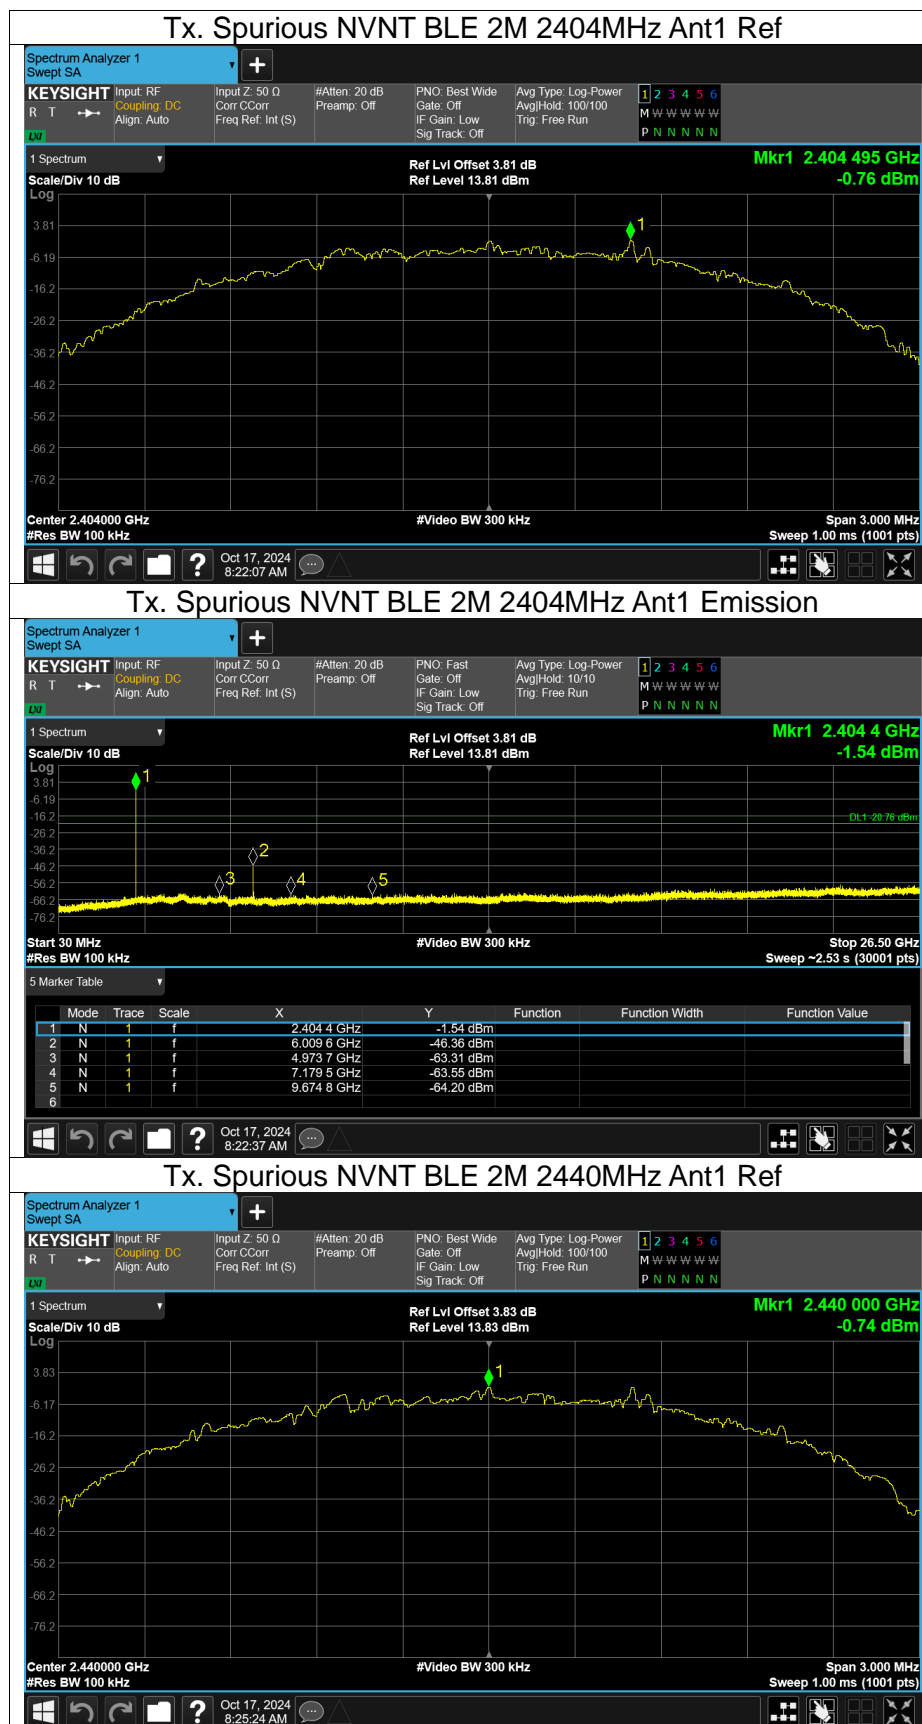 Tx. Spurious NVNT BLE 2M 2404MHz Ant1 Ref
Spectrum Analyzer 1
Swept SA
+
KEYSIGHT
R T
LXI
Input: RF
Coupling: DC
Align: Auto
Input Z: 50 Ω
Corr CCorr
Freq Ref: Int (S)
#Atten: 20 dB
Preamp: Off
PNO: Best Wide
Gate: Off
IF Gain: Low
Sig Track: Off
Avg Type: Log-Power
Avg|Hold: 100/100
Trig: Free Run
1 2 3 4 5 6
M W W W W W
P N N N N N
1 Spectrum
Scale/Div 10 dB
Ref Lvl Offset 3.81 dB
Ref Level 13.81 dBm
Mkr1 2.404 495 GHz
-0.76 dBm
Log
3.81
-6.19
-16.2
-26.2
-36.2
-46.2
-56.2
-66.2
-76.2
1
Center 2.404000 GHz
#Res BW 100 kHz
#Video BW 300 kHz
Span 3.000 MHz
Sweep 1.00 ms (1001 pts)
?
Oct 17, 2024
8:22:07 AM
Tx. Spurious NVNT BLE 2M 2404MHz Ant1 Emission
Spectrum Analyzer 1
Swept SA
+
KEYSIGHT
R T
LXI
Input: RF
Coupling: DC
Align: Auto
Input Z: 50 Ω
Corr CCorr
Freq Ref: Int (S)
#Atten: 20 dB
Preamp: Off
PNO: Fast
Gate: Off
IF Gain: Low
Sig Track: Off
Avg Type: Log-Power
Avg|Hold: 10/10
Trig: Free Run
1 2 3 4 5 6
M W W W W W
P N N N N N
1 Spectrum
Scale/Div 10 dB
Ref Lvl Offset 3.81 dB
Ref Level 13.81 dBm
Mkr1 2.404 4 GHz
-1.54 dBm
Log
3.81
-6.19
-16.2
-26.2
-36.2
-46.2
-56.2
-66.2
-76.2
1
DL1 -20.76 dBm
2
3
4
5
Start 30 MHz
#Res BW 100 kHz
#Video BW 300 kHz
Stop 26.50 GHz
Sweep ~2.53 s (30001 pts)
5 Marker Table
Mode Trace Scale X Y Function Function Width Function Value
1 N 1 f 2.404 4 GHz -1.54 dBm
2 N 1 f 6.009 6 GHz -46.36 dBm
3 N 1 f 4.973 7 GHz -63.31 dBm
4 N 1 f 7.179 5 GHz -63.55 dBm
5 N 1 f 9.674 8 GHz -64.20 dBm
6
?
Oct 17, 2024
8:22:37 AM
Tx. Spurious NVNT BLE 2M 2440MHz Ant1 Ref
Spectrum Analyzer 1
Swept SA
+
KEYSIGHT
R T
LXI
Input: RF
Coupling: DC
Align: Auto
Input Z: 50 Ω
Corr CCorr
Freq Ref: Int (S)
#Atten: 20 dB
Preamp: Off
PNO: Best Wide
Gate: Off
IF Gain: Low
Sig Track: Off
Avg Type: Log-Power
Avg|Hold: 100/100
Trig: Free Run
1 2 3 4 5 6
M W W W W W
P N N N N N
1 Spectrum
Scale/Div 10 dB
Ref Lvl Offset 3.83 dB
Ref Level 13.83 dBm
Mkr1 2.440 000 GHz
-0.74 dBm
Log
3.83
-6.17
-16.2
-26.2
-36.2
-46.2
-56.2
-66.2
-76.2
1
Center 2.440000 GHz
#Res BW 100 kHz
#Video BW 300 kHz
Span 3.000 MHz
Sweep 1.00 ms (1001 pts)
?
Oct 17, 2024
8:25:24 AM